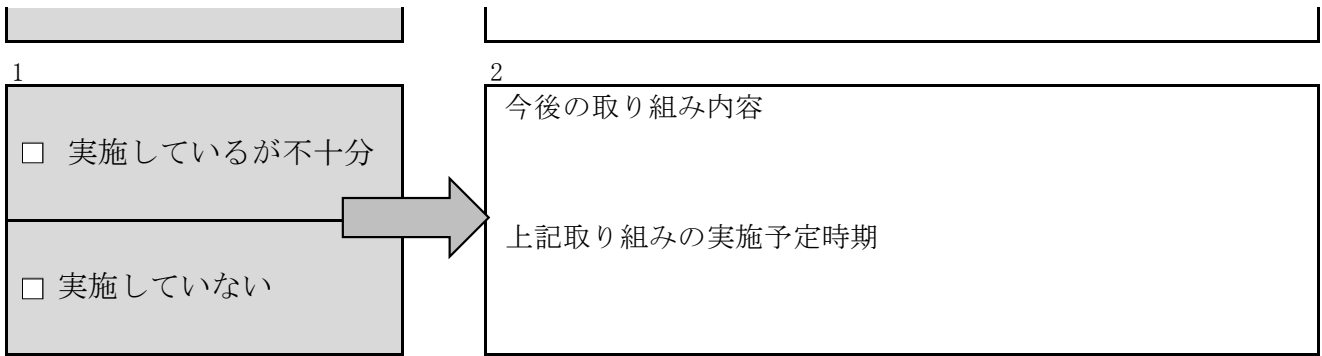 1
□ 実施しているが不十分
□ 実施していない
2
今後の取り組み内容
上記取り組みの実施予定時期